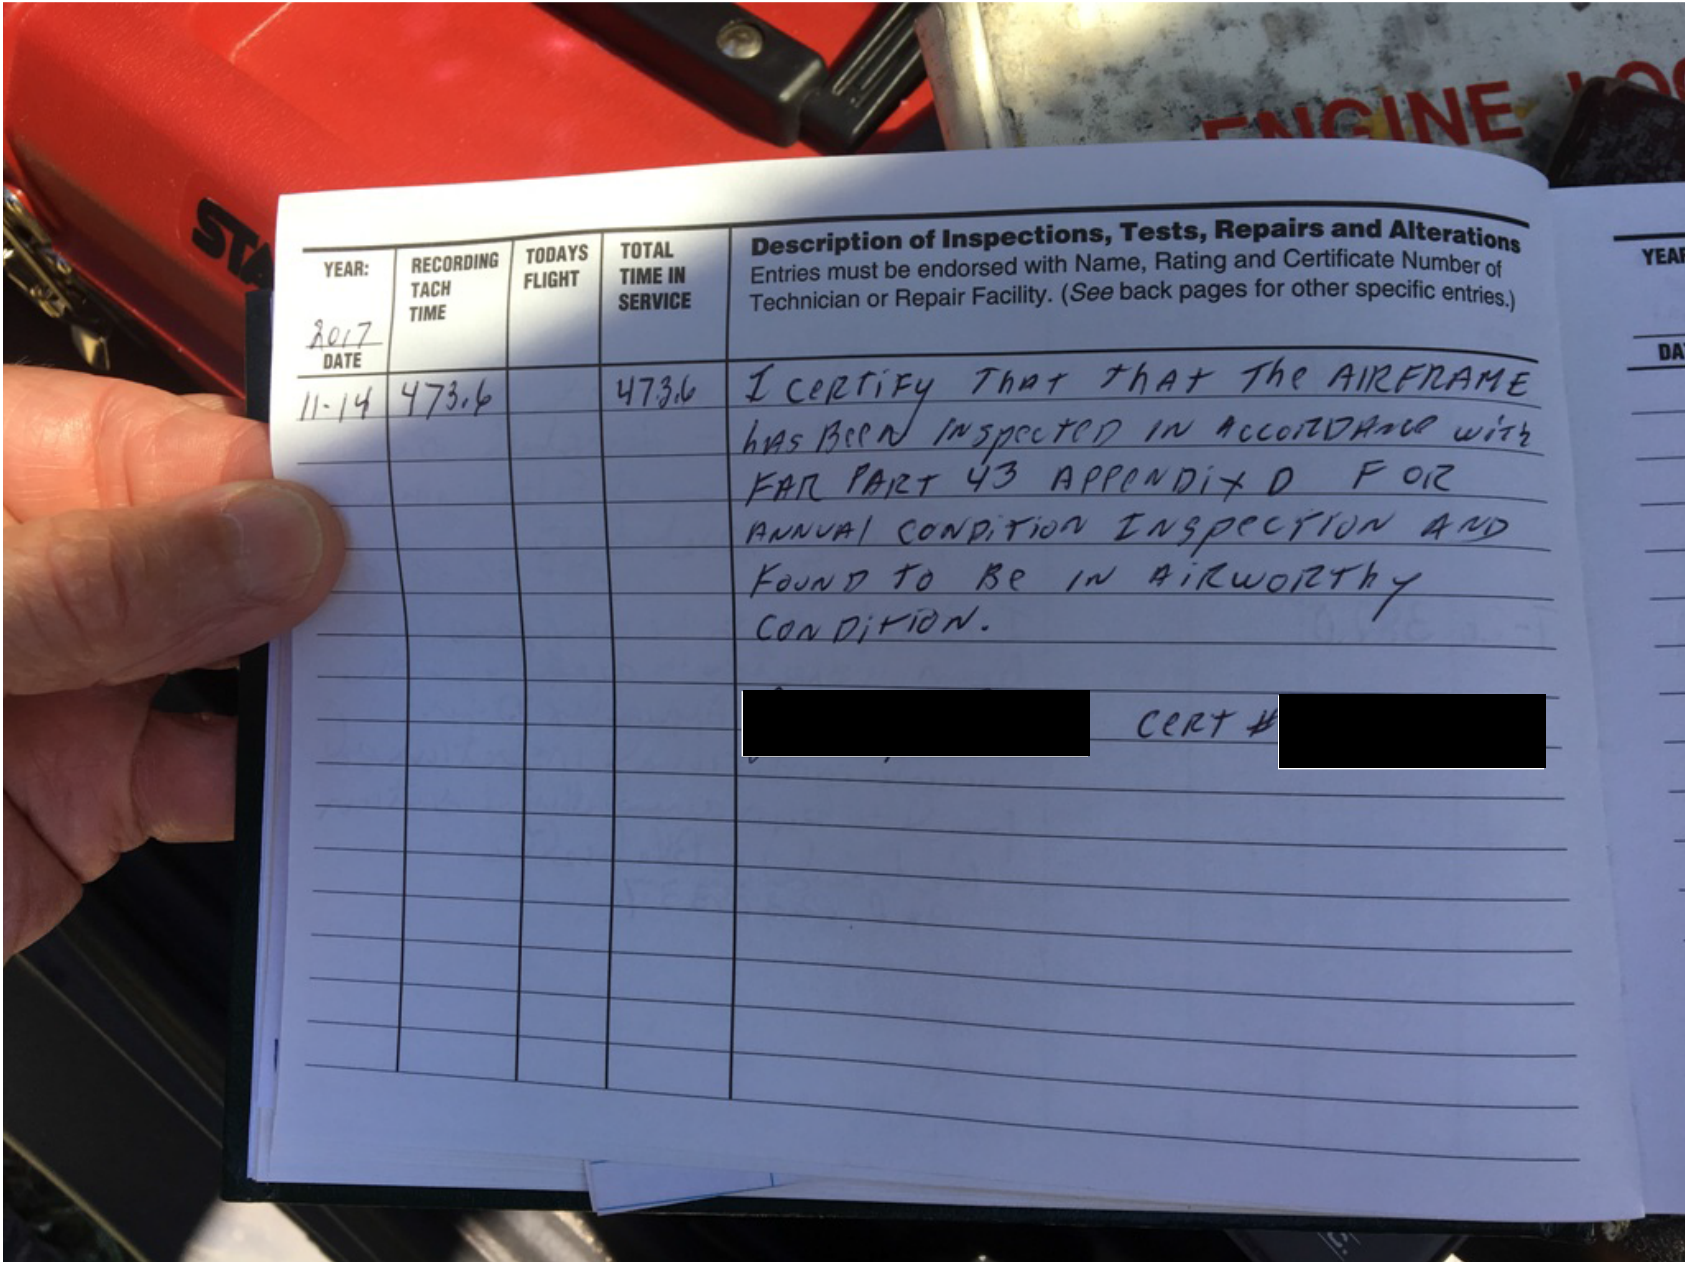 ENGINE LO
STA
YEAR:
2017
DATE
RECORDING
TACH
TIME
TODAYS
FLIGHT
TOTAL
TIME IN
SERVICE
Description of Inspections, Tests, Repairs and Alterations
Entries must be endorsed with Name, Rating and Certificate Number of
Technician or Repair Facility. (See back pages for other specific entries.)
11-14 473.6 473.6 I CERTIFY THAT THAT THE AIRFRAME
HAS BEEN INSPECTED IN ACCORDANCE WITH
FAR PART 43 APPENDIX D FOR
ANNUAL CONDITION INSPECTION AND
FOUND TO BE IN AIRWORTHY
CONDITION.
CERT #
YEAR
DA